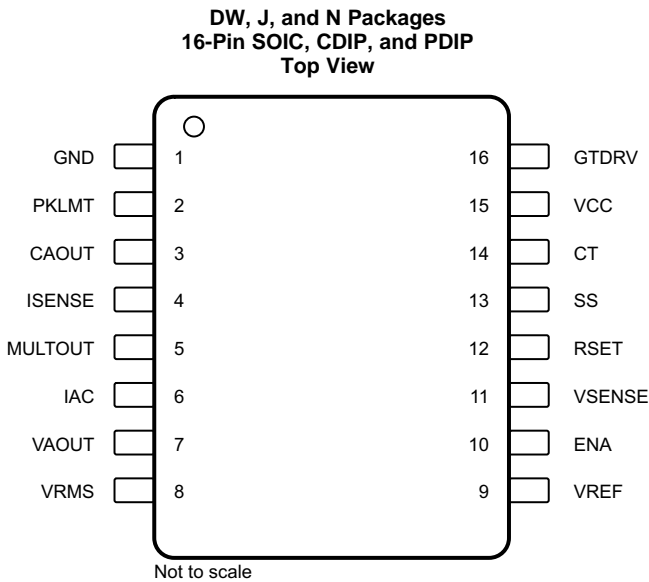 DW, J, and N Packages
16-Pin SOIC, CDIP, and PDIP
Top View
GND 1 16 GTDRV
PKLMT 2 15 VCC
CAOUT 3 14 CT
ISENSE 4 13 SS
MULTOUT 5 12 RSET
IAC 6 11 VSENSE
VAOUT 7 10 ENA
VRMS 8 9 VREF
Not to scale